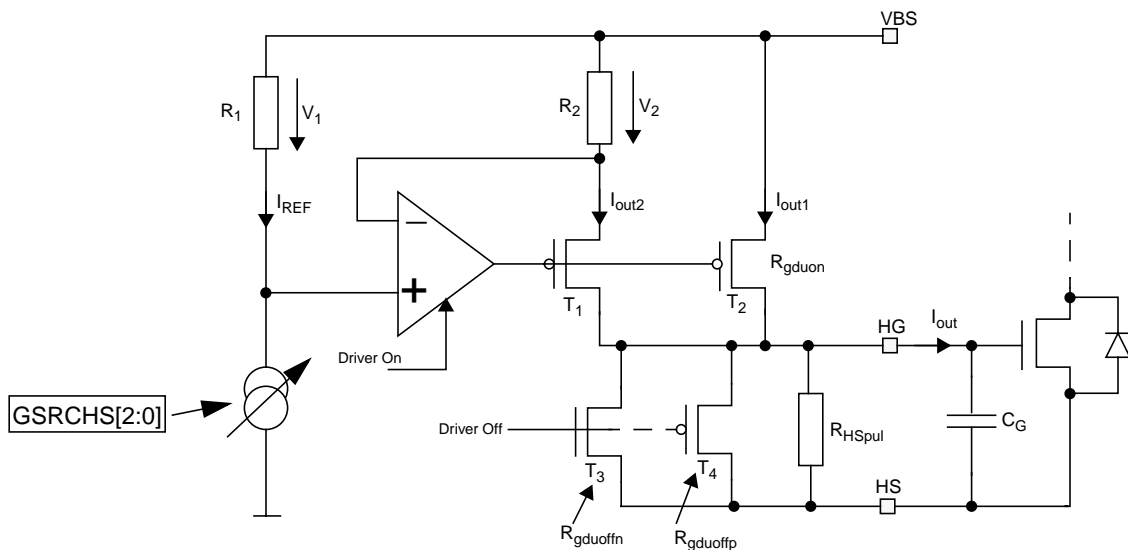 VBS
R1
V1
R2
V2
IREF
Iout2
Iout1
−
+
Rgduon
T1
T2
Driver On
HG
Iout
GSRCHS[2:0]
Driver Off
RHSpul
CG
T3
T4
HS
Rgduoffn
Rgduoffp